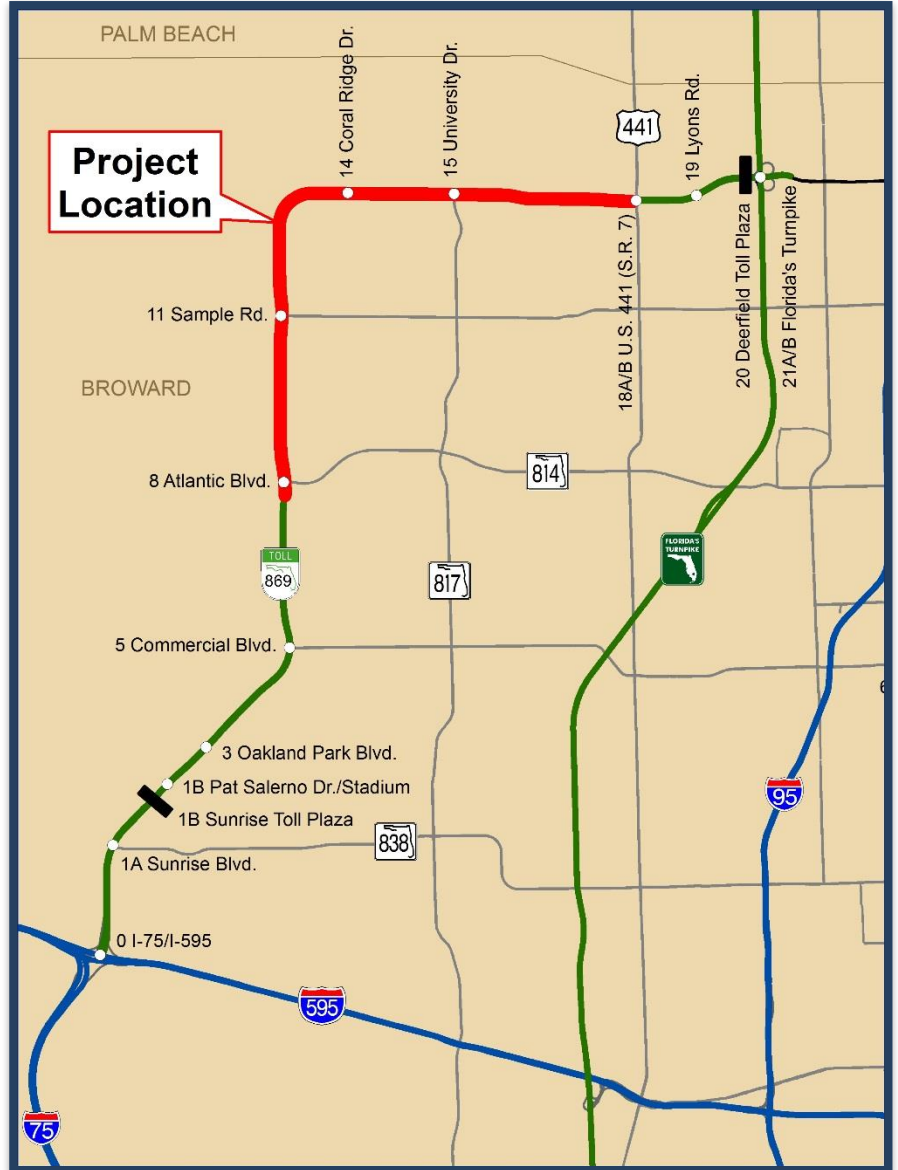 PALM BEACH
14 Coral Ridge Dr.
15 University Dr.
441
19 Lyons Rd.
Project
Location
18A/B U.S. 441 (S.R. 7)
20 Deerfield Toll Plaza
21A/B Florida's Turnpike
11 Sample Rd.
BROWARD
8 Atlantic Blvd.
814
TOLL
869
817
FLORIDA'S
TURNPIKE
5 Commercial Blvd.
3 Oakland Park Blvd.
1B Pat Salerno Dr./Stadium
95
1B Sunrise Toll Plaza
838
1A Sunrise Blvd.
0 I-75/I-595
595
75